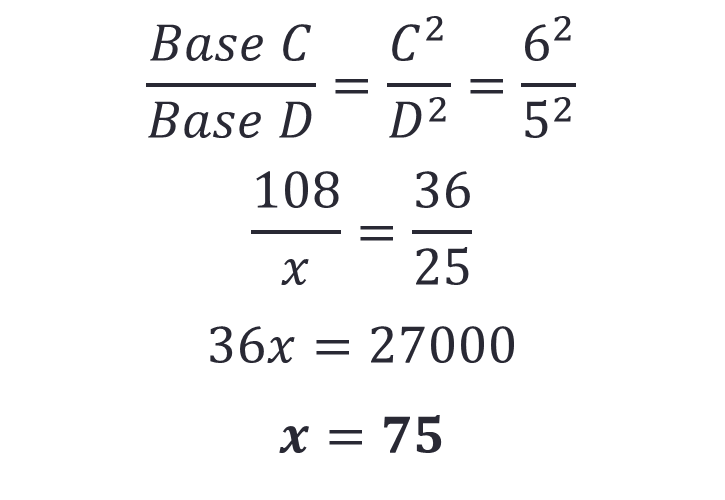 Base C / Base D = C² / D² = 6² / 5²
108 / x = 36 / 25
36x = 27000
x = 75